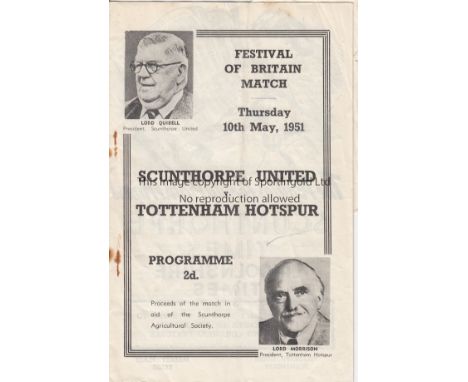 FESTIVAL
OF BRITAIN
MATCH
Thursday
10th May, 1951
LORD QUIBELL
President, Scunthorpe United
SCUNTHORPE UNITED
This image copyright of Sportingold Ltd
v
No reproduction allowed
TOTTENHAM HOTSPUR
PROGRAMME
2d.
Proceeds of the match in
aid of the Scunthorpe
Agricultural Society.
LORD MORRISON
President, Tottenham Hotspur